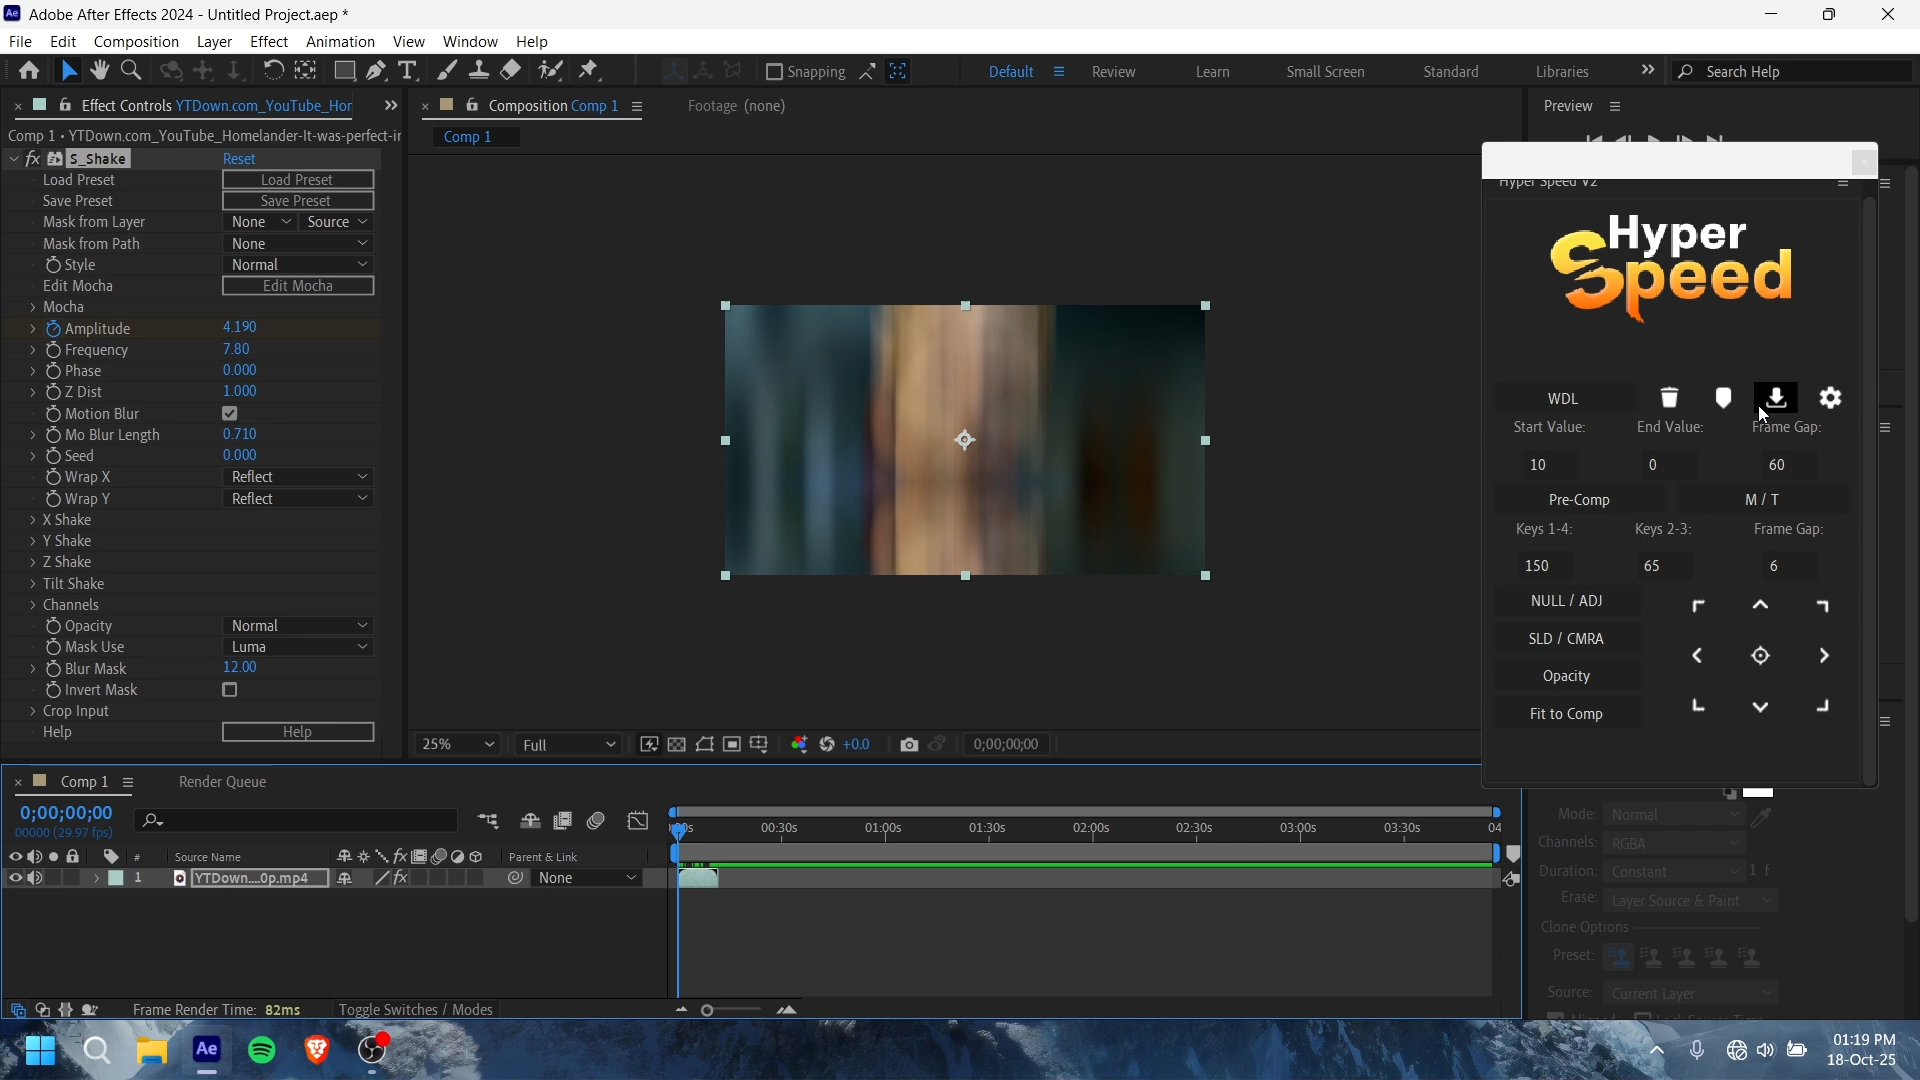 Adobe After Effects 2024 - Untitled Project.aep *
File Edit Composition Layer Effect Animation View Window Help
Snapping
Default
Review
Learn
Small Screen
Standard
Libraries
Search Help
Effect Controls YTDown.com_YouTube_Hor
Comp 1 • YTDown.com_YouTube_Homelander-It-was-perfect-ir
fx S_Shake Reset
Load Preset Load Preset
Save Preset Save Preset
Mask from Layer None Source
Mask from Path None
Style Normal
Edit Mocha Edit Mocha
Mocha
Amplitude 4.190
Frequency 7.80
Phase 0.000
Z Dist 1.000
Motion Blur
Mo Blur Length 0.710
Seed 0.000
Wrap X Reflect
Wrap Y Reflect
X Shake
Y Shake
Z Shake
Tilt Shake
Channels
Opacity Normal
Mask Use Luma
Blur Mask 12.00
Invert Mask
Crop Input
Help Help
Composition Comp 1
Footage (none)
Comp 1
25% Full +0.0 0;00;00;00
Preview
Hyper Speed V2
Hyper
Speed
WDL
Start Value: End Value: Frame Gap:
10 0 60
Pre-Comp M / T
Keys 1-4: Keys 2-3: Frame Gap:
150 65 6
NULL / ADJ
SLD / CMRA
Opacity
Fit to Comp
Mode: Normal
Channels: RGBA
Duration: Constant 1 f
Erase: Layer Source & Paint
Clone Options
Preset:
Source: Current Layer
Comp 1 Render Queue
0;00;00;00
00000 (29.97 fps)
00:30s 01:00s 01:30s 02:00s 02:30s 03:00s 03:30s 04
# Source Name Parent & Link
1 YTDown....0p.mp4 fx None
Frame Render Time: 82ms Toggle Switches / Modes
Ae
01:19 PM
18-Oct-25